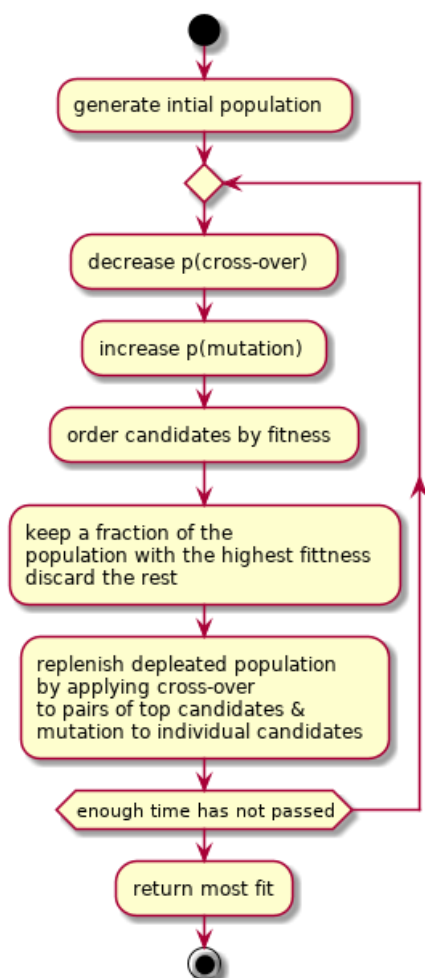 generate intial population
decrease p(cross-over)
increase p(mutation)
order candidates by fitness
keep a fraction of the
population with the highest fittness
discard the rest
replenish depleated population
by applying cross-over
to pairs of top candidates &
mutation to individual candidates
enough time has not passed
return most fit